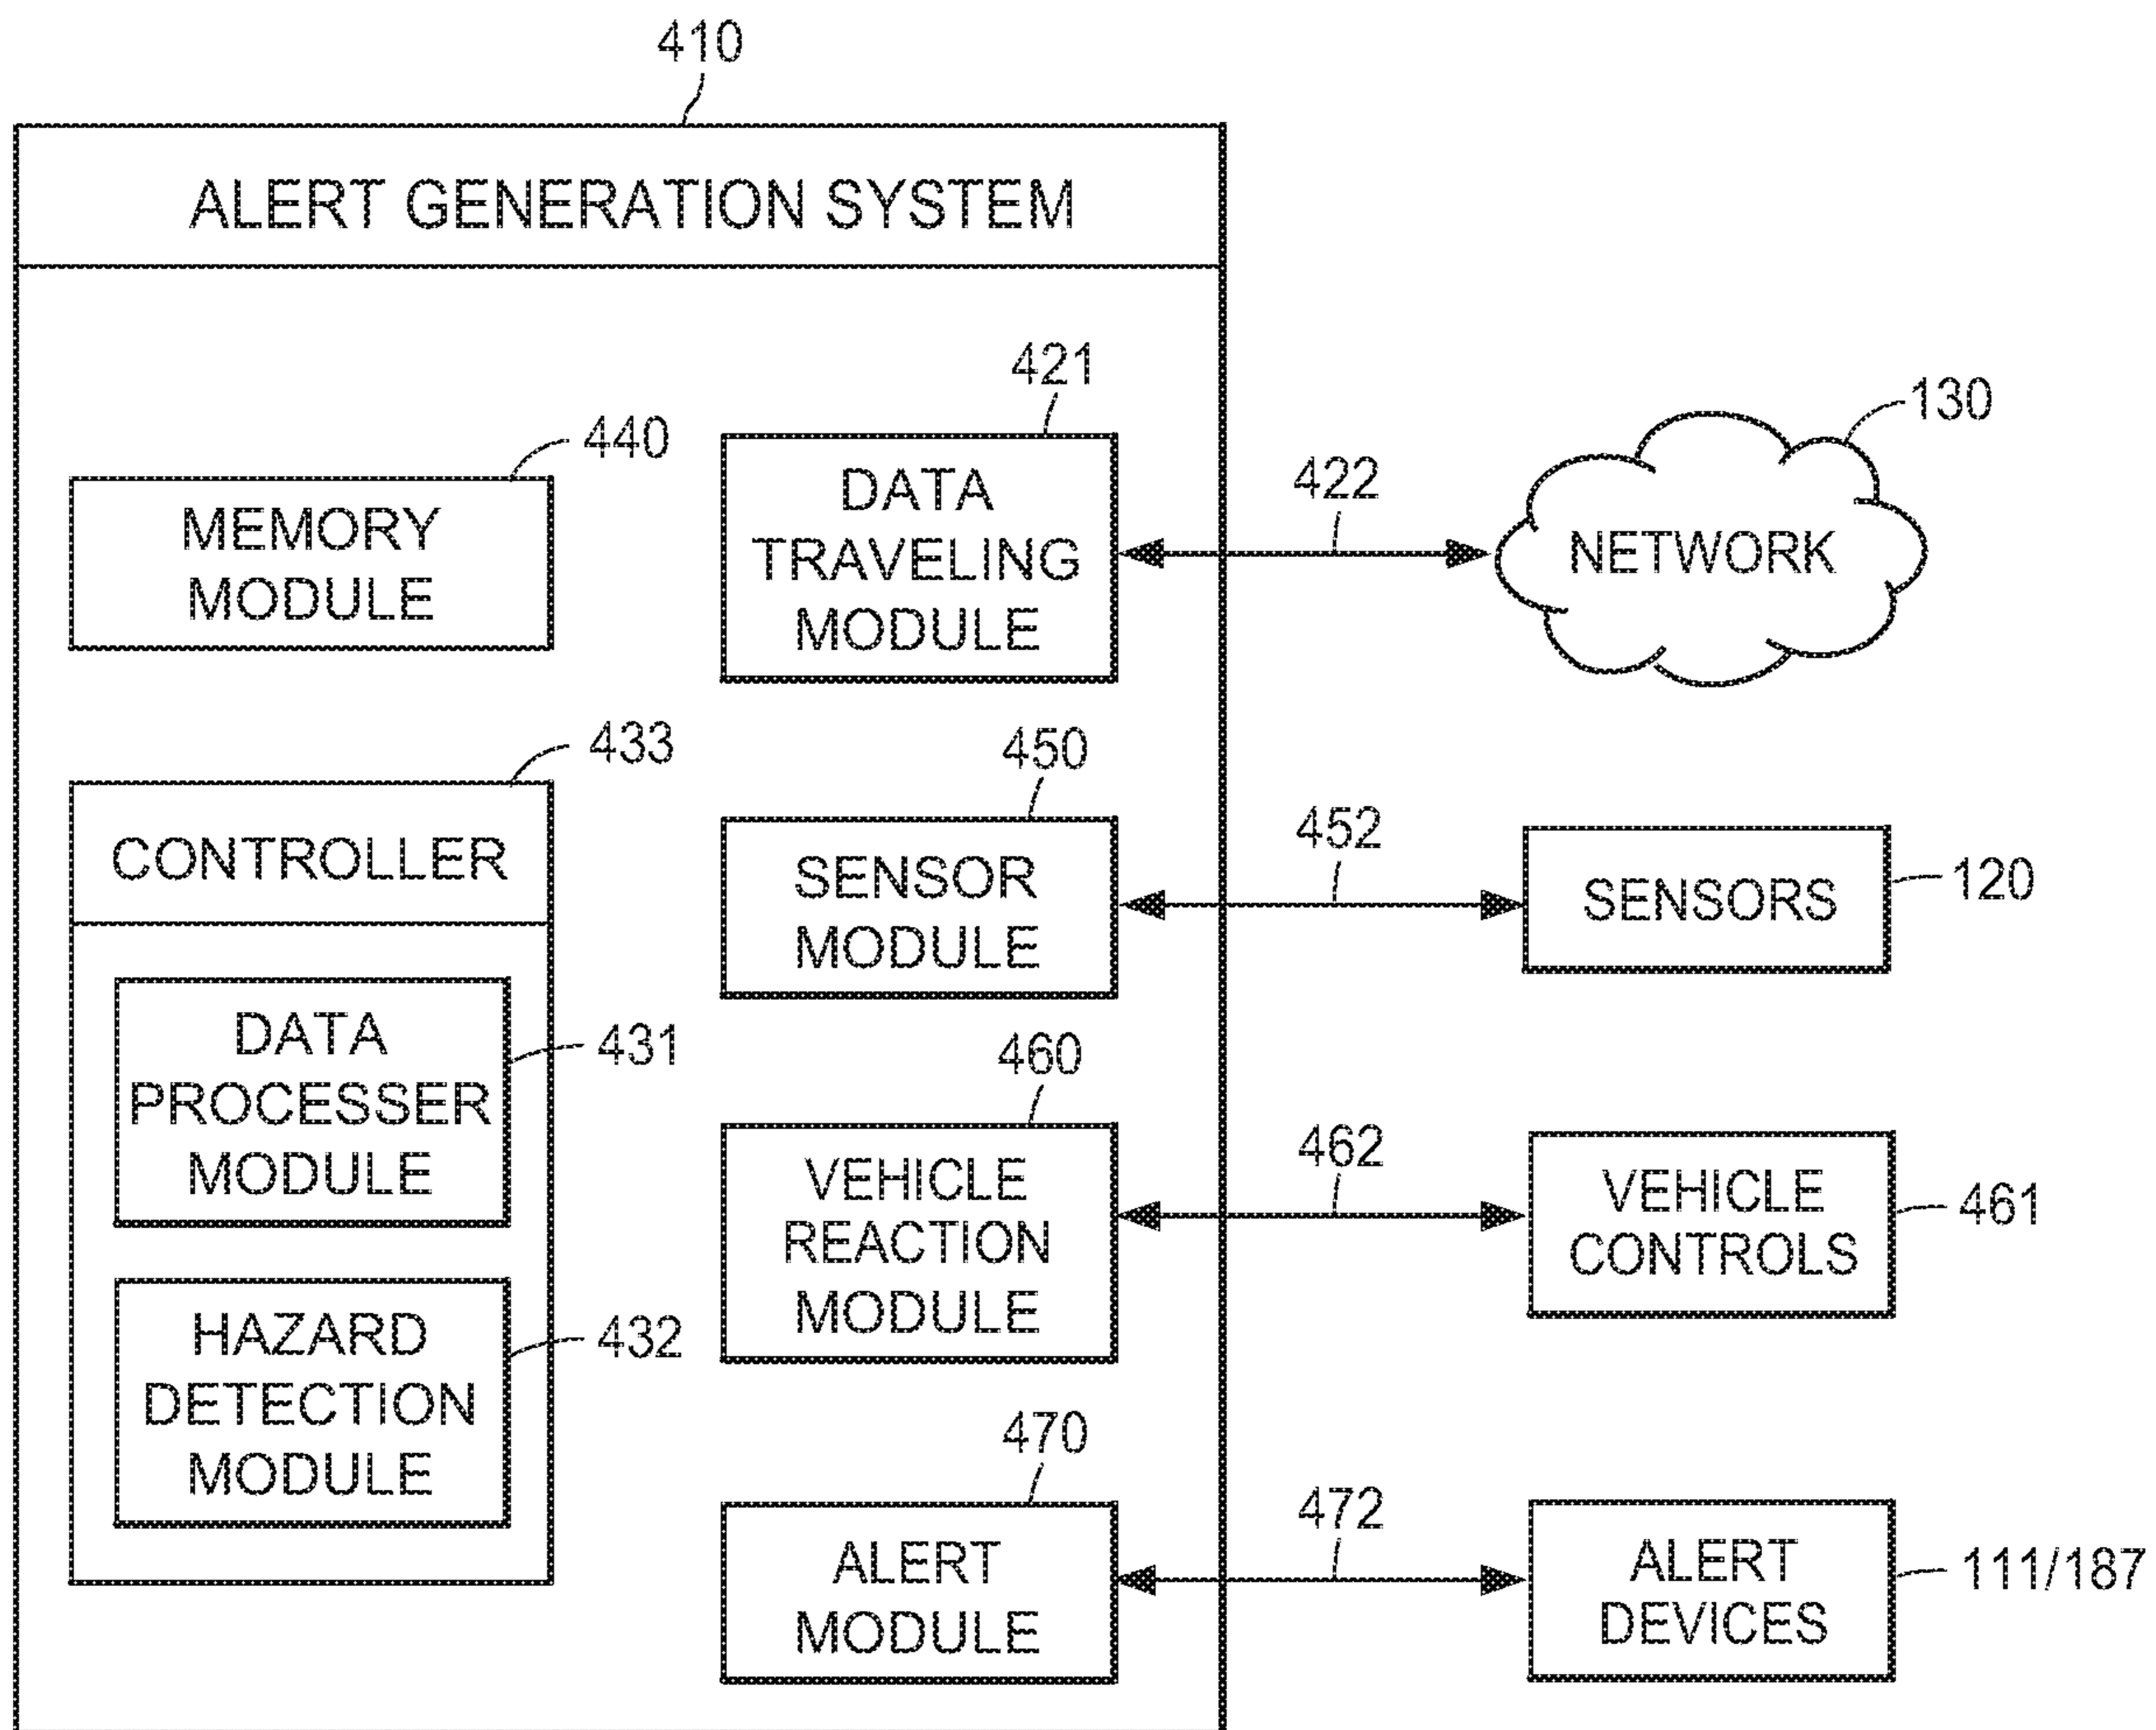 410
ALERT GENERATION SYSTEM
421
130
440
422
DATA
TRAVELING
MODULE
NETWORK
MEMORY
MODULE
433
450
452
CONTROLLER
SENSOR
MODULE
SENSORS
120
DATA
PROCESSER
MODULE
431
460
462
VEHICLE
REACTION
MODULE
VEHICLE
CONTROLS
461
HAZARD
DETECTION
MODULE
432
470
472
ALERT
MODULE
ALERT
DEVICES
111/187